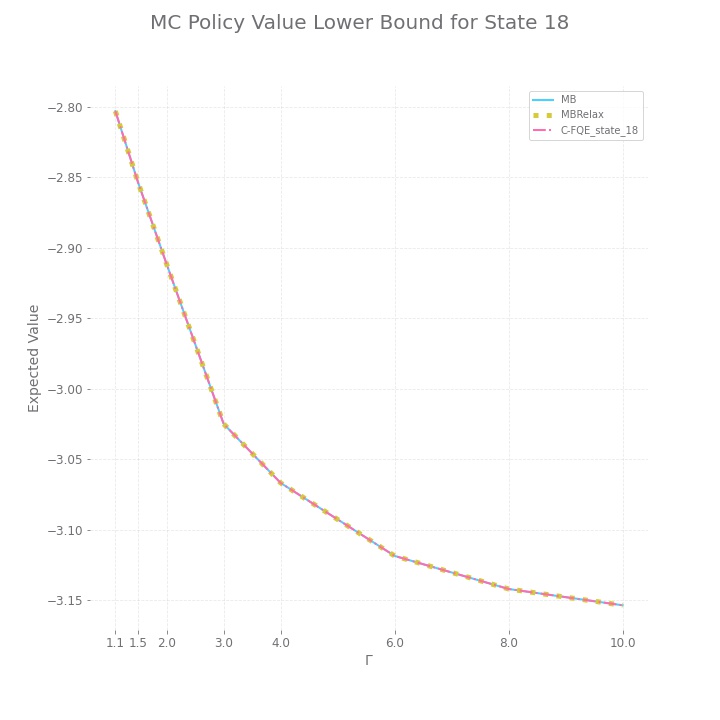 MC Policy Value Lower Bound for State 18
MB
MBRelax
C-FQE_state_18
−2.80
−2.85
−2.90
−2.95
−3.00
−3.05
−3.10
−3.15
Expected Value
1.1 1.5 2.0 3.0 4.0 6.0 8.0 10.0
Γ